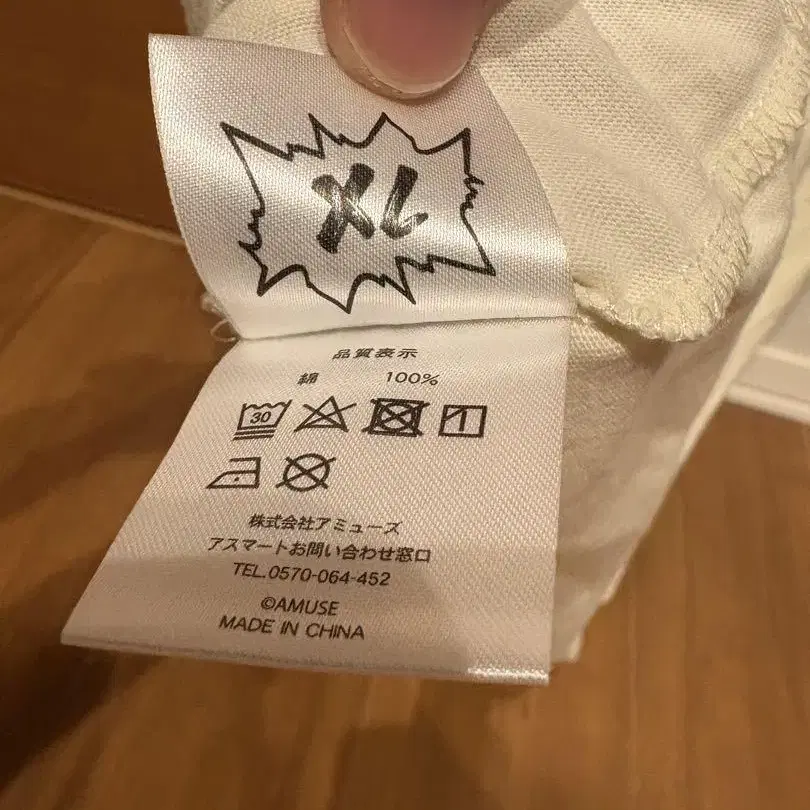 XL
品質表示
綿 100%
30
株式会社アミューズ
アスマートお問い合わせ窓口
TEL.0570-064-452
©AMUSE
MADE IN CHINA